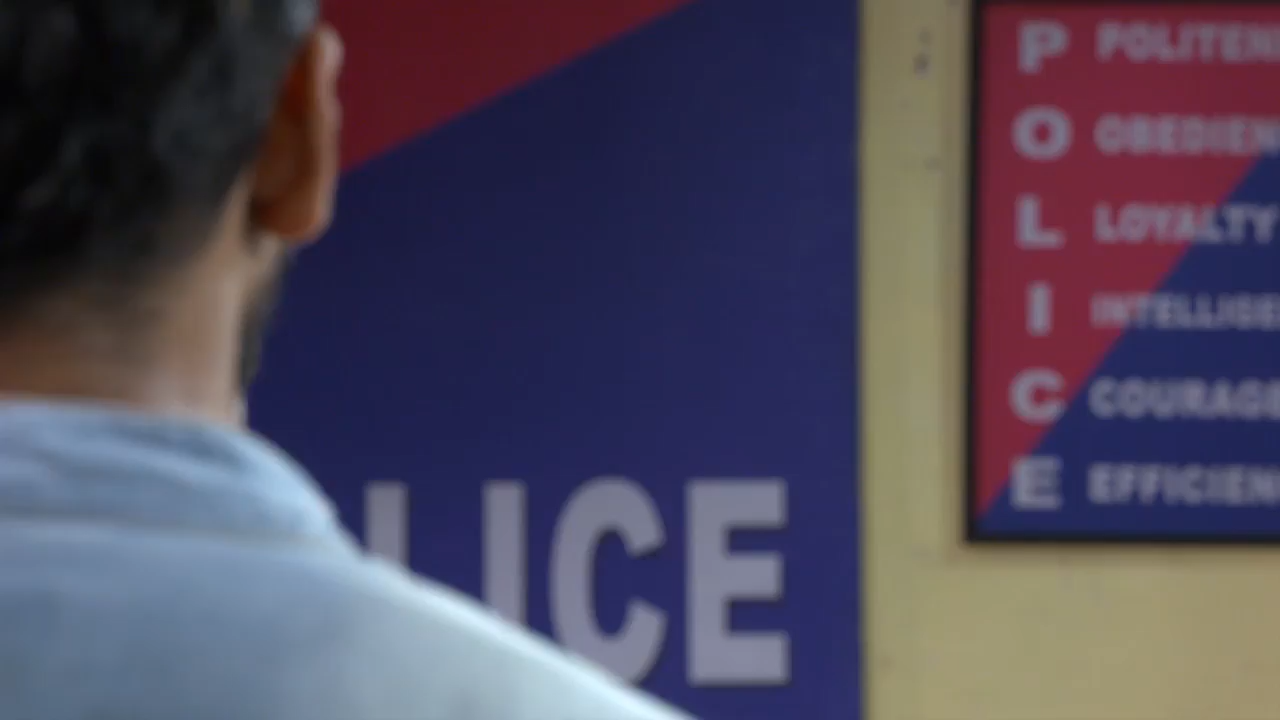 LICE
P POLITEN
O OBEDIEN
L LOYALTY
I INTELLIGE
C COURAGE
E EFFICIEN